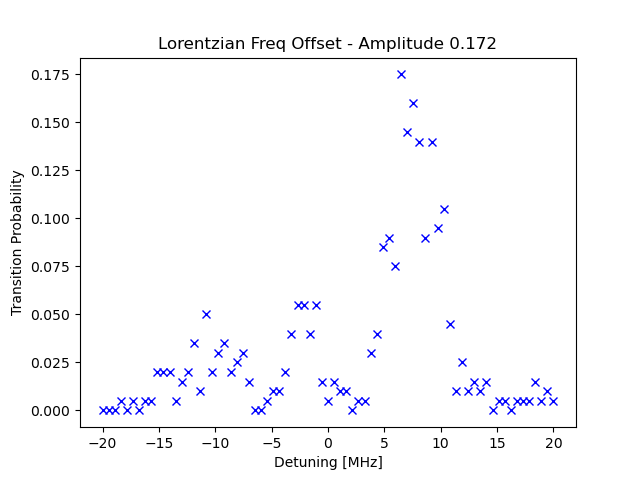 Lorentzian Freq Offset - Amplitude 0.172
0.175
0.150
0.125
0.100
0.075
0.050
0.025
0.000
Transition Probability
−20 −15 −10 −5 0 5 10 15 20
Detuning [MHz]